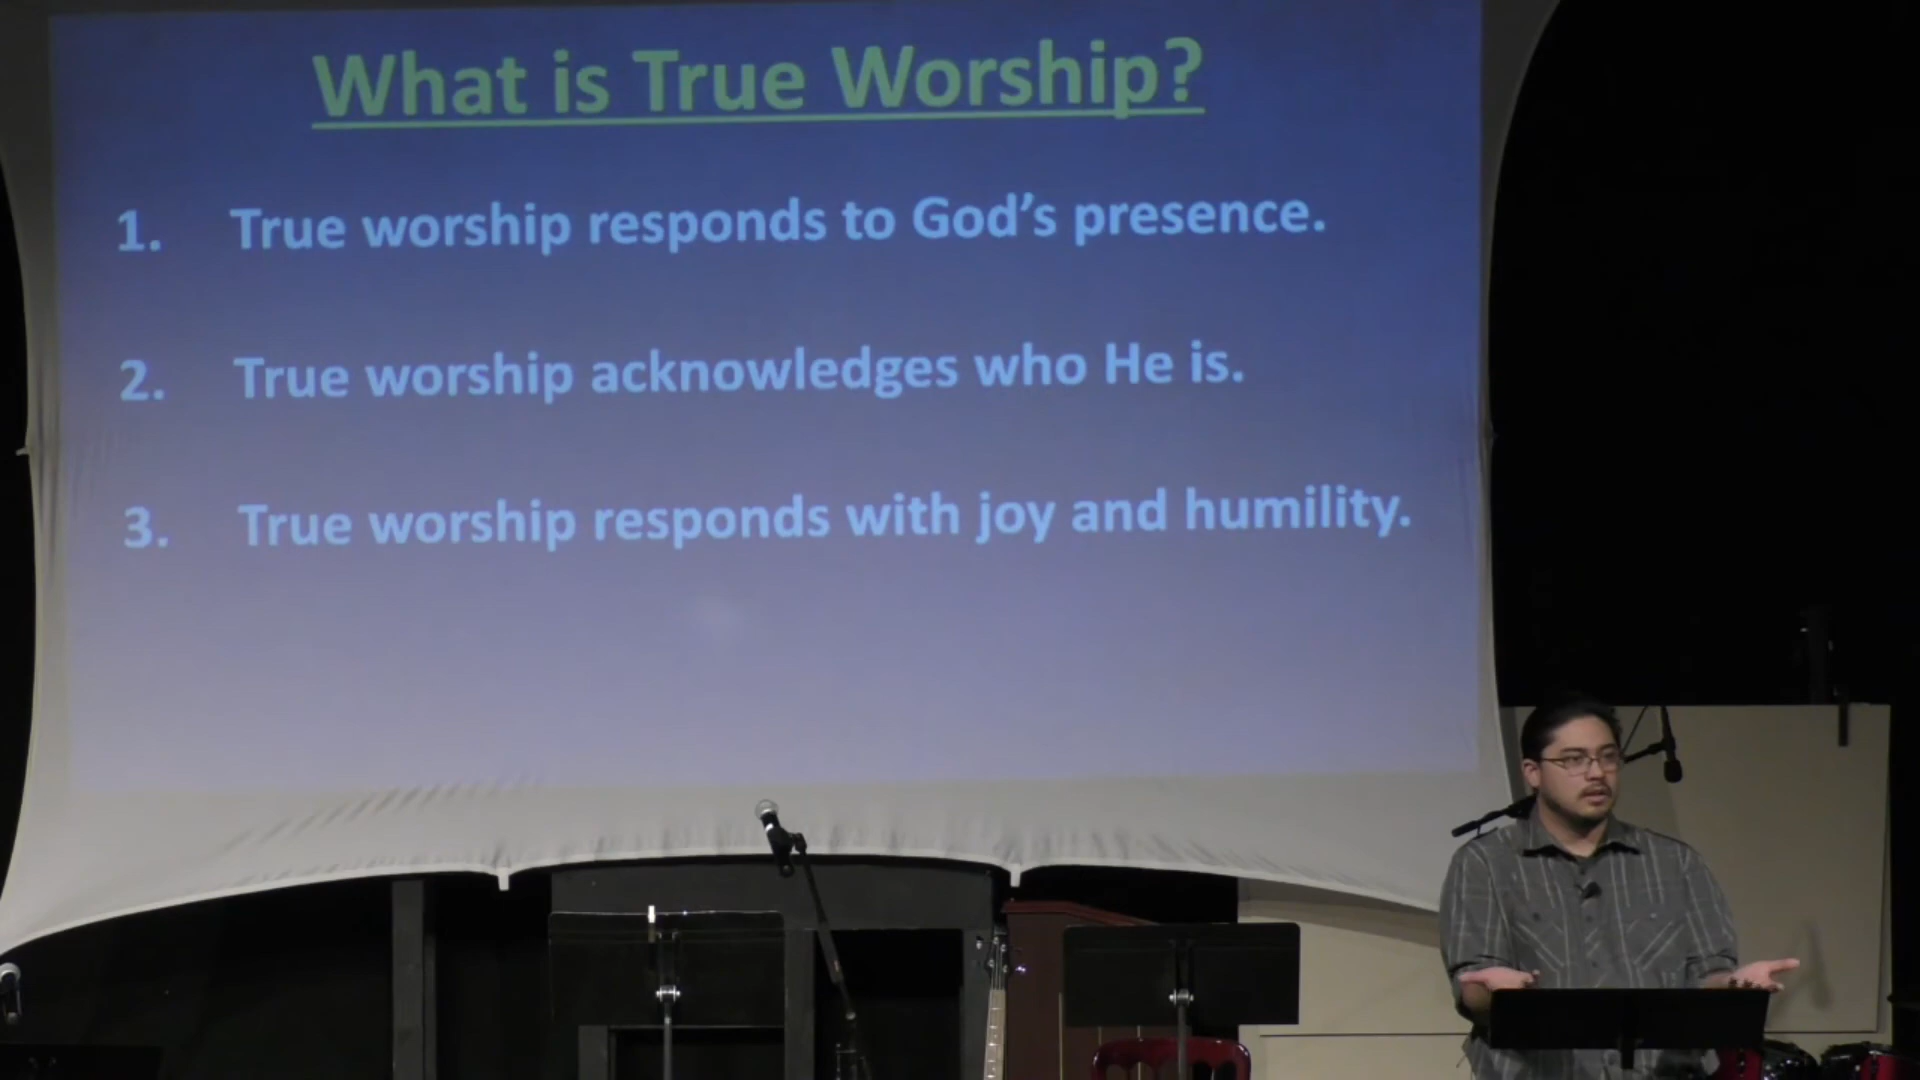 What is True Worship?
1. True worship responds to God's presence.
2. True worship acknowledges who He is.
3. True worship responds with joy and humility.